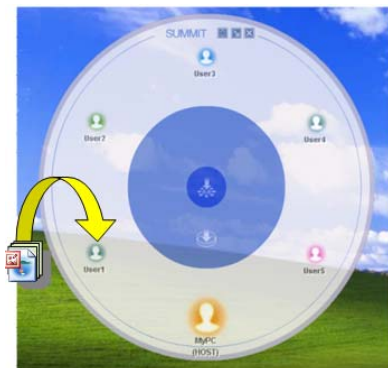 SUMMIT
User3
User2
User4
User1
User5
MyPC
(HOST)